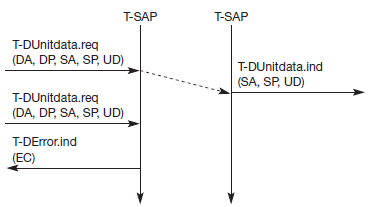 T-SAP T-SAP
T-DUnitdata.req
(DA, DP, SA, SP, UD)
T-DUnitdata.ind
(SA, SP, UD)
T-DUnitdata.req
(DA, DP, SA, SP, UD)
T-DError.ind
(EC)